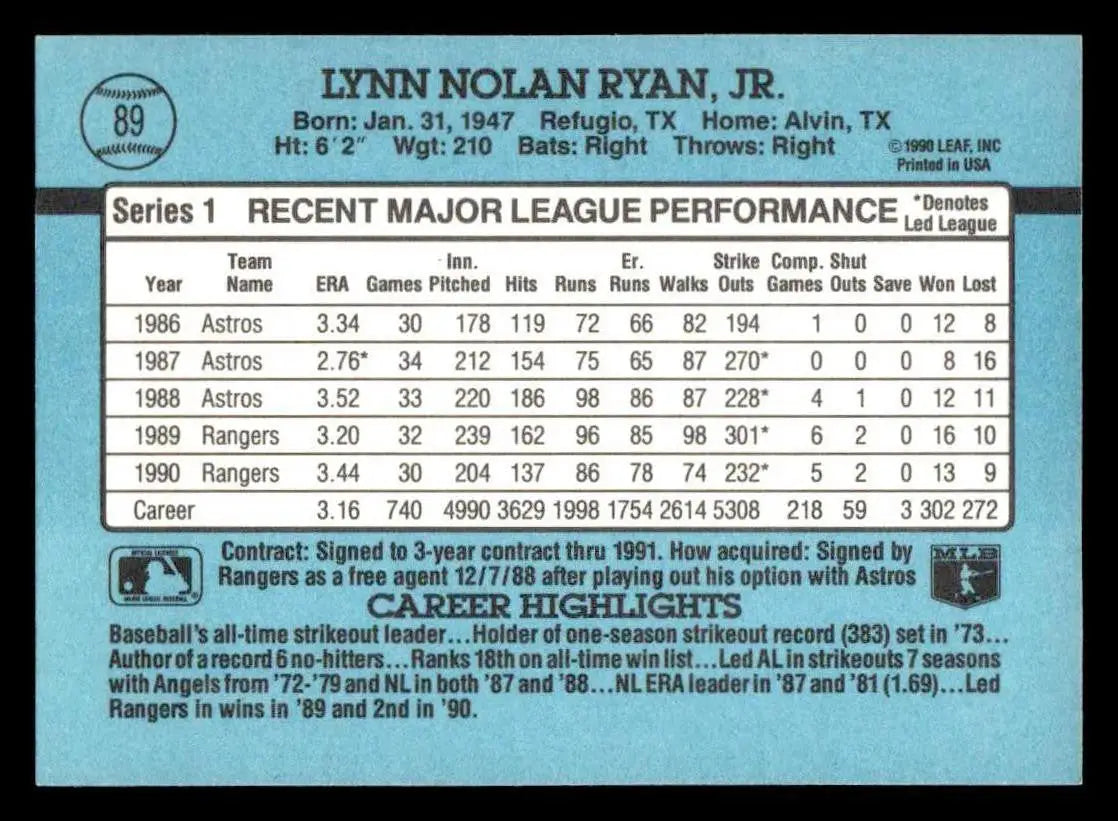 89
LYNN NOLAN RYAN, JR.
Born: Jan. 31, 1947 Refugio, TX Home: Alvin, TX
Ht: 6'2" Wgt: 210 Bats: Right Throws: Right
©1990 LEAF, INC
Printed in USA
Series 1 RECENT MAJOR LEAGUE PERFORMANCE *Denotes Led League
Year Team Name ERA Games Inn. Pitched Hits Runs Er. Runs Walks Strike Outs Comp. Games Shut Outs Save Won Lost
1986 Astros 3.34 30 178 119 72 66 82 194 1 0 0 12 8
1987 Astros 2.76* 34 212 154 75 65 87 270* 0 0 0 8 16
1988 Astros 3.52 33 220 186 98 86 87 228* 4 1 0 12 11
1989 Rangers 3.20 32 239 162 96 85 98 301* 6 2 0 16 10
1990 Rangers 3.44 30 204 137 86 78 74 232* 5 2 0 13 9
Career 3.16 740 4990 3629 1998 1754 2614 5308 218 59 3 302 272
OFFICIAL LICENSEE
MAJOR LEAGUE BASEBALL
®
Contract: Signed to 3-year contract thru 1991. How acquired: Signed by
Rangers as a free agent 12/7/88 after playing out his option with Astros
MLB
CAREER HIGHLIGHTS
Baseball's all-time strikeout leader...Holder of one-season strikeout record (383) set in '73...
Author of a record 6 no-hitters...Ranks 18th on all-time win list...Led AL in strikeouts 7 seasons
with Angels from '72-'79 and NL in both '87 and '88...NL ERA leader in '87 and '81 (1.69)...Led
Rangers in wins in '89 and 2nd in '90.